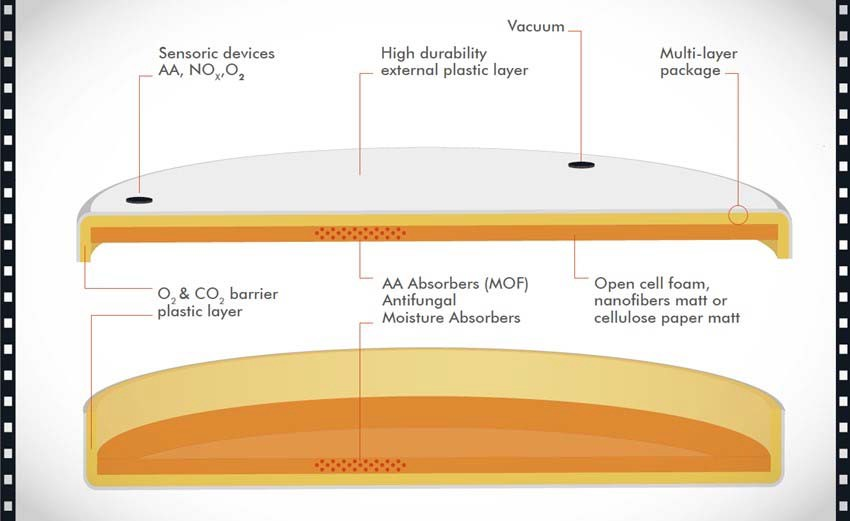 Vacuum
Sensoric devices
AA, NOX,O2
High durability
external plastic layer
Multi-layer
package
O2 & CO2 barrier
plastic layer
AA Absorbers (MOF)
Antifungal
Moisture Absorbers
Open cell foam,
nanofibers matt or
cellulose paper matt